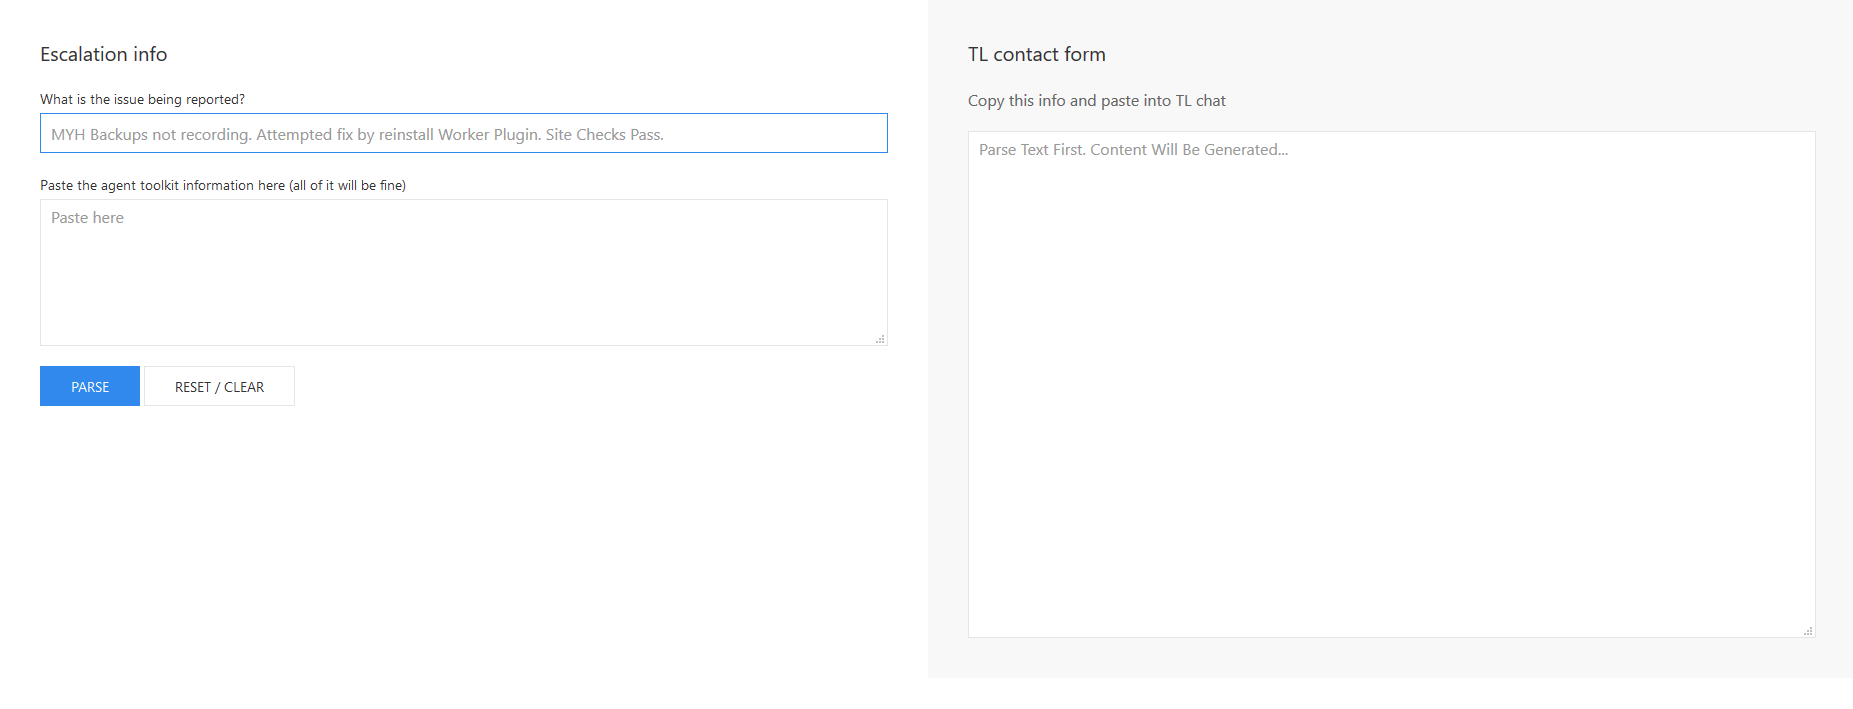 Escalation info
What is the issue being reported?
MYH Backups not recording. Attempted fix by reinstall Worker Plugin. Site Checks Pass.
Paste the agent toolkit information here (all of it will be fine)
Paste here
PARSE
RESET / CLEAR
TL contact form
Copy this info and paste into TL chat
Parse Text First. Content Will Be Generated...